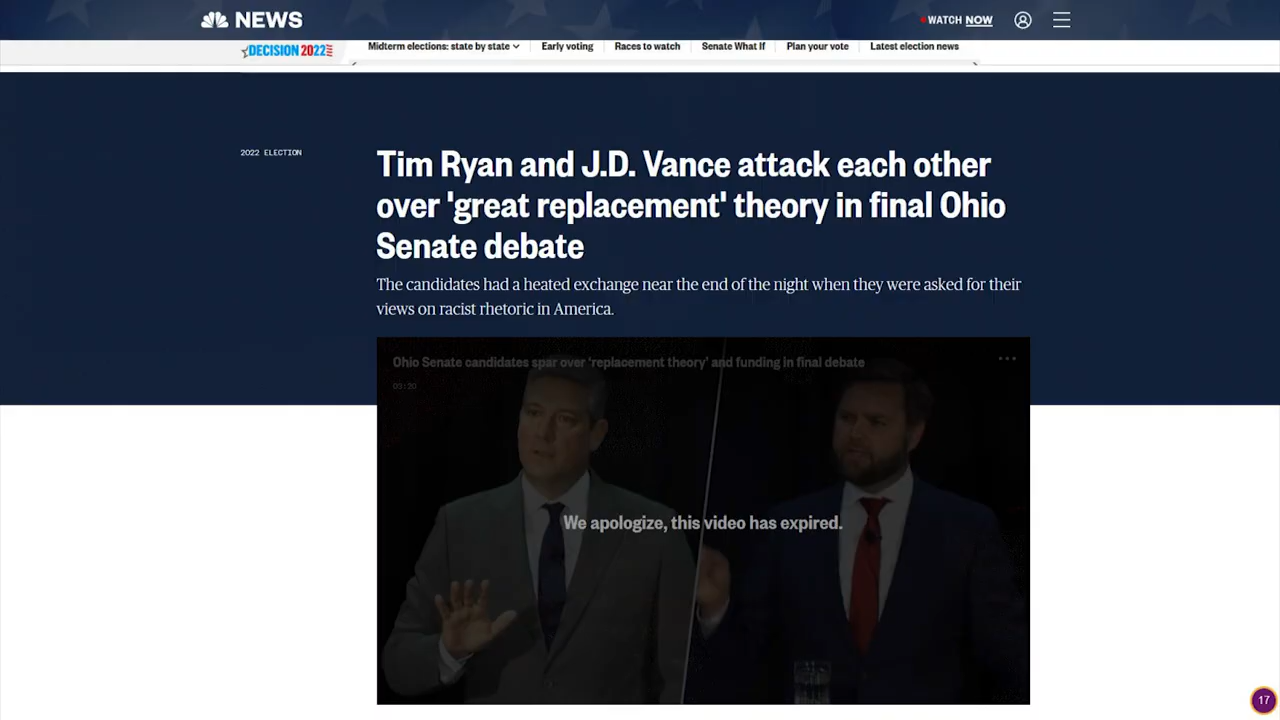 NEWS
WATCH NOW
DECISION 2022
Midterm elections: state by state
Early voting
Races to watch
Senate What If
Plan your vote
Latest election news
2022 ELECTION
Tim Ryan and J.D. Vance attack each other
over 'great replacement' theory in final Ohio
Senate debate
The candidates had a heated exchange near the end of the night when they were asked for their
views on racist rhetoric in America.
Ohio Senate candidates spar over 'replacement theory' and funding in final debate
03:20
We apologize, this video has expired.
17